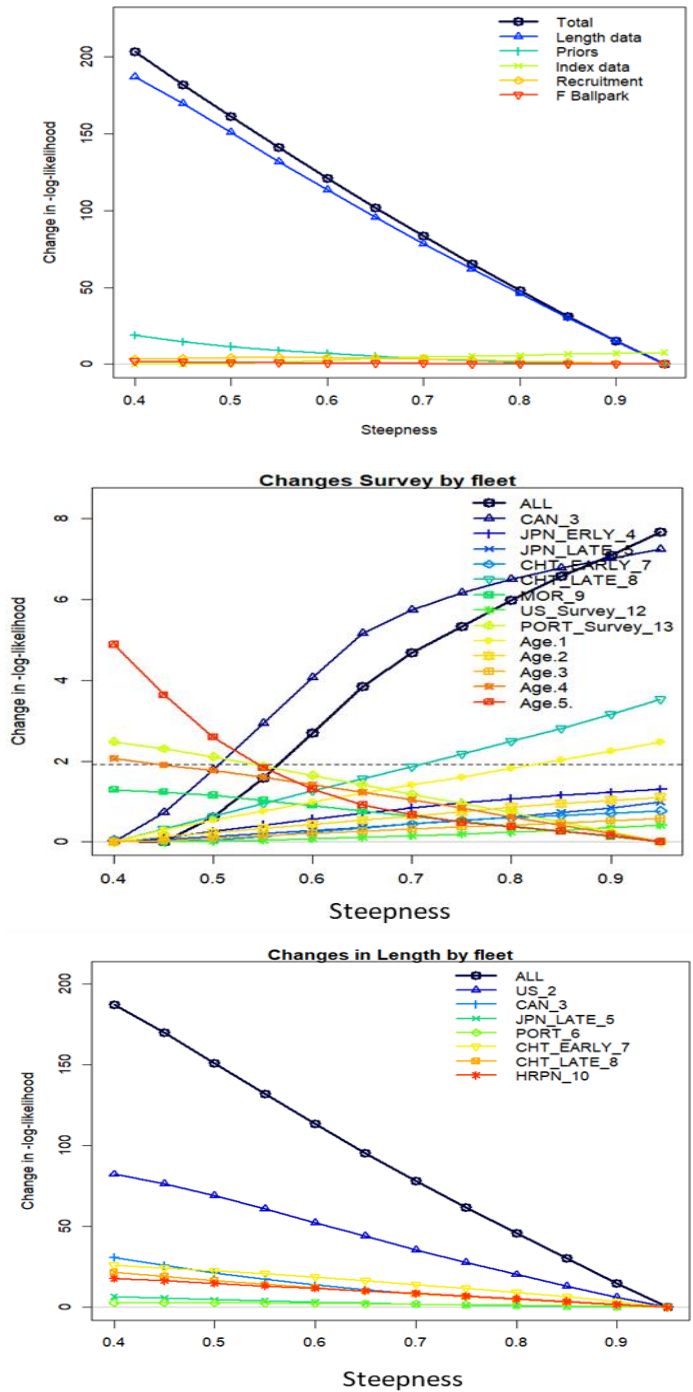 Total
Length data
Priors
Index data
Recruitment
F Ballpark
Change in -log-likelihood
200
150
100
50
0
0.4 0.5 0.6 0.7 0.8 0.9
Steepness
Changes Survey by fleet
ALL
CAN_3
JPN_ERLY_4
JPN_LATE_5
CHT_EARLY_7
CHT_LATE_8
MOR_9
US_Survey_12
PORT_Survey_13
Age.1
Age.2
Age.3
Age.4
Age.5.
Change in -log-likelihood
8
6
4
2
0
0.4 0.5 0.6 0.7 0.8 0.9
Steepness
Changes in Length by fleet
ALL
US_2
CAN_3
JPN_LATE_5
PORT_6
CHT_EARLY_7
CHT_LATE_8
HRPN_10
Change in -log-likelihood
200
150
100
50
0
0.4 0.5 0.6 0.7 0.8 0.9
Steepness